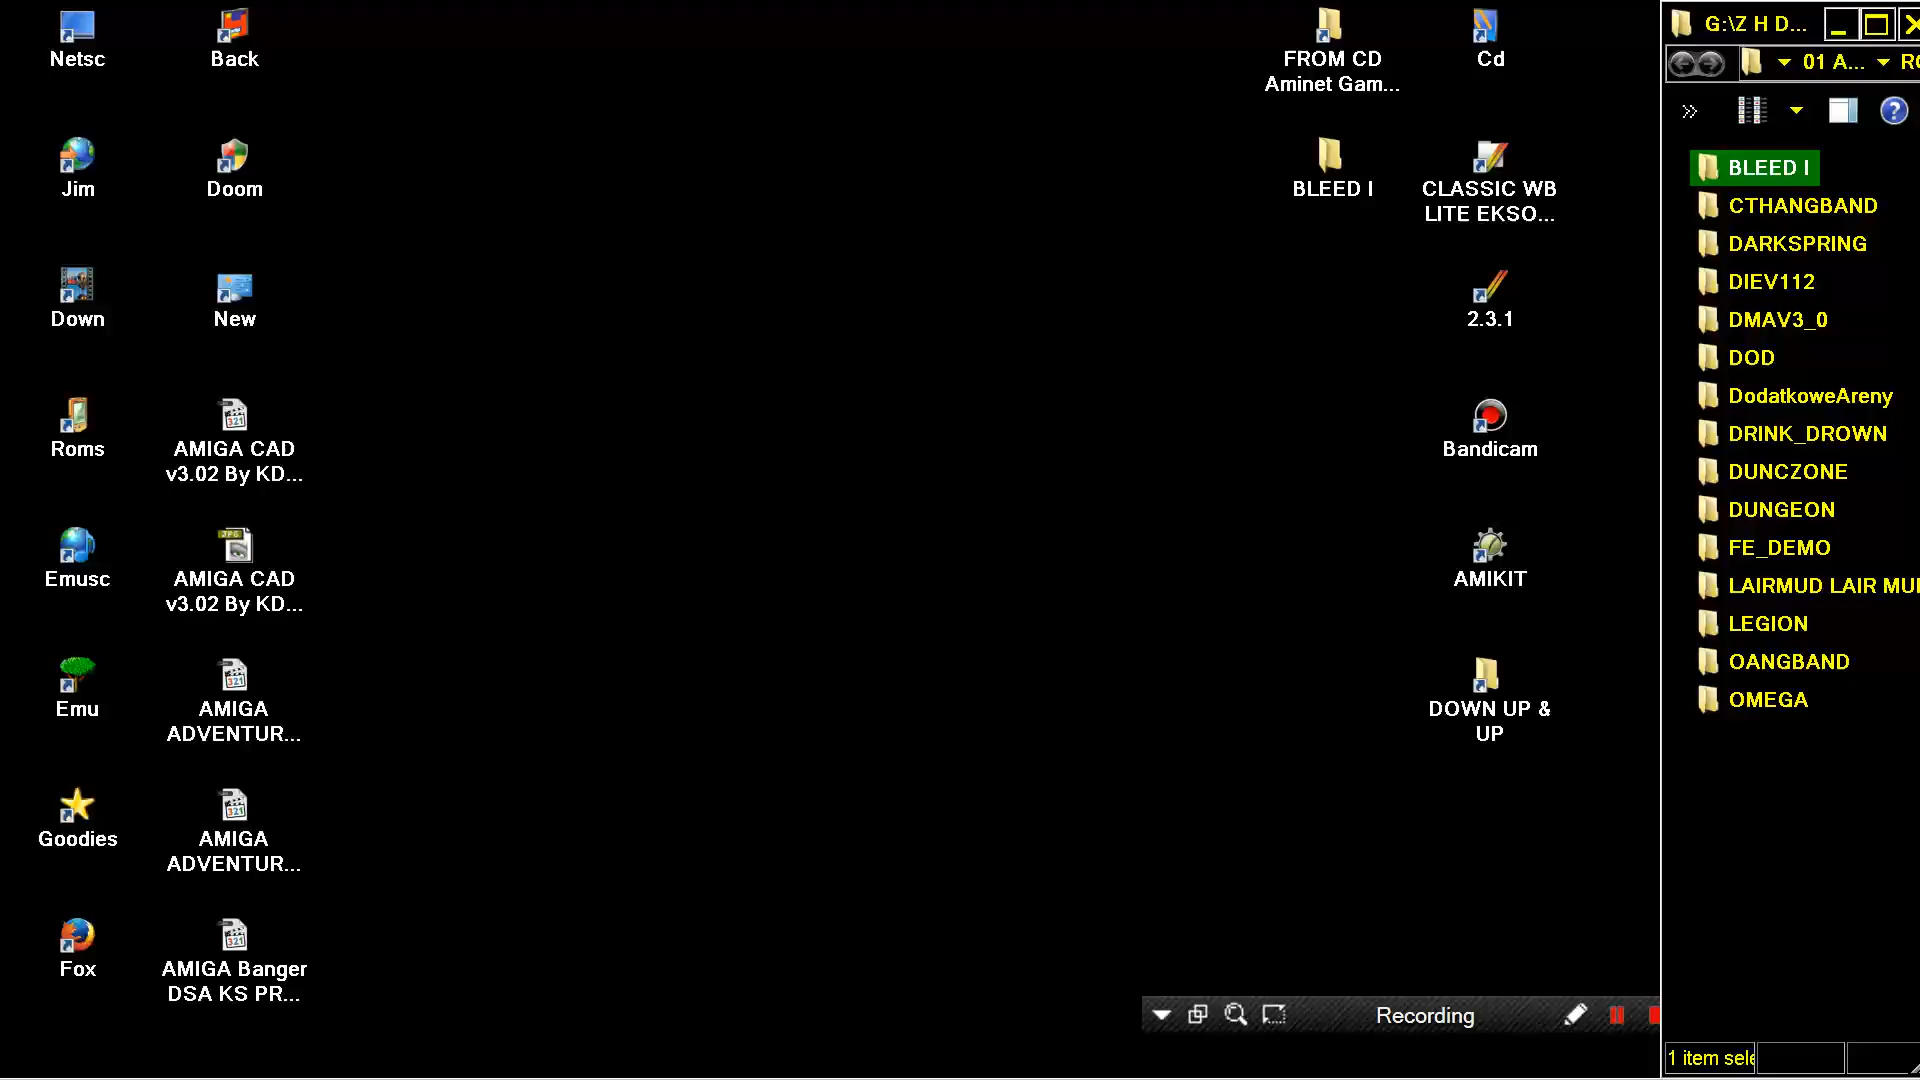 Netsc
Back
Jim
Doom
Down
New
Roms
AMIGA CAD
v3.02 By KD...
Emusc
AMIGA CAD
v3.02 By KD...
Emu
AMIGA
ADVENTUR...
Goodies
AMIGA
ADVENTUR...
Fox
AMIGA Banger
DSA KS PR...
FROM CD
Aminet Gam...
Cd
BLEED I
CLASSIC WB
LITE EKSO...
2.3.1
Bandicam
AMIKIT
DOWN UP &
UP
Recording
G:\Z H D...
01 A...
BLEED I
CTHANGBAND
DARKSPRING
DIEV112
DMAV3_0
DOD
DodatkoweAreny
DRINK_DROWN
DUNCZONE
DUNGEON
FE_DEMO
LAIRMUD LAIR MU
LEGION
OANGBAND
OMEGA
1 item sele